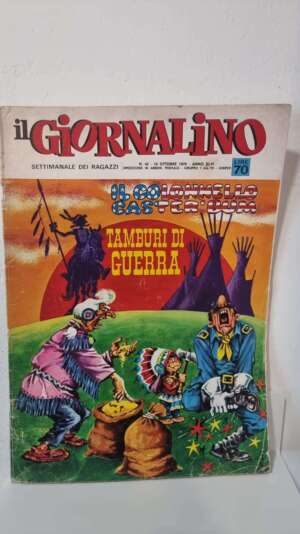 il GIORNALINO
SETTIMANALE DEI RAGAZZI
LIRE
70
IL COLONNELLO
CASTER-BUM
TAMBURI DI
GUERRA